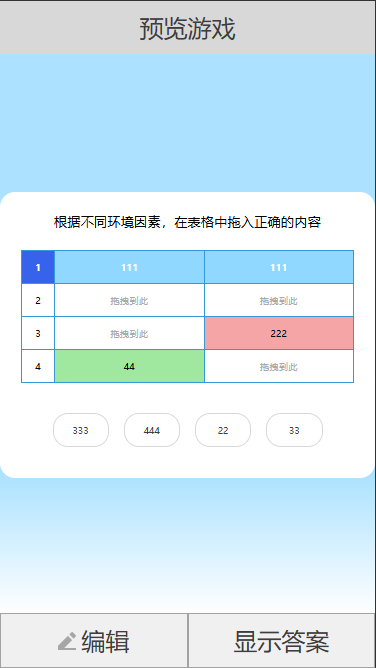 预览游戏
根据不同环境因素，在表格中拖入正确的内容
1 111 111
2 拖拽到此 拖拽到此
3 拖拽到此 222
4 44 拖拽到此
333 444 22 33
编辑 显示答案